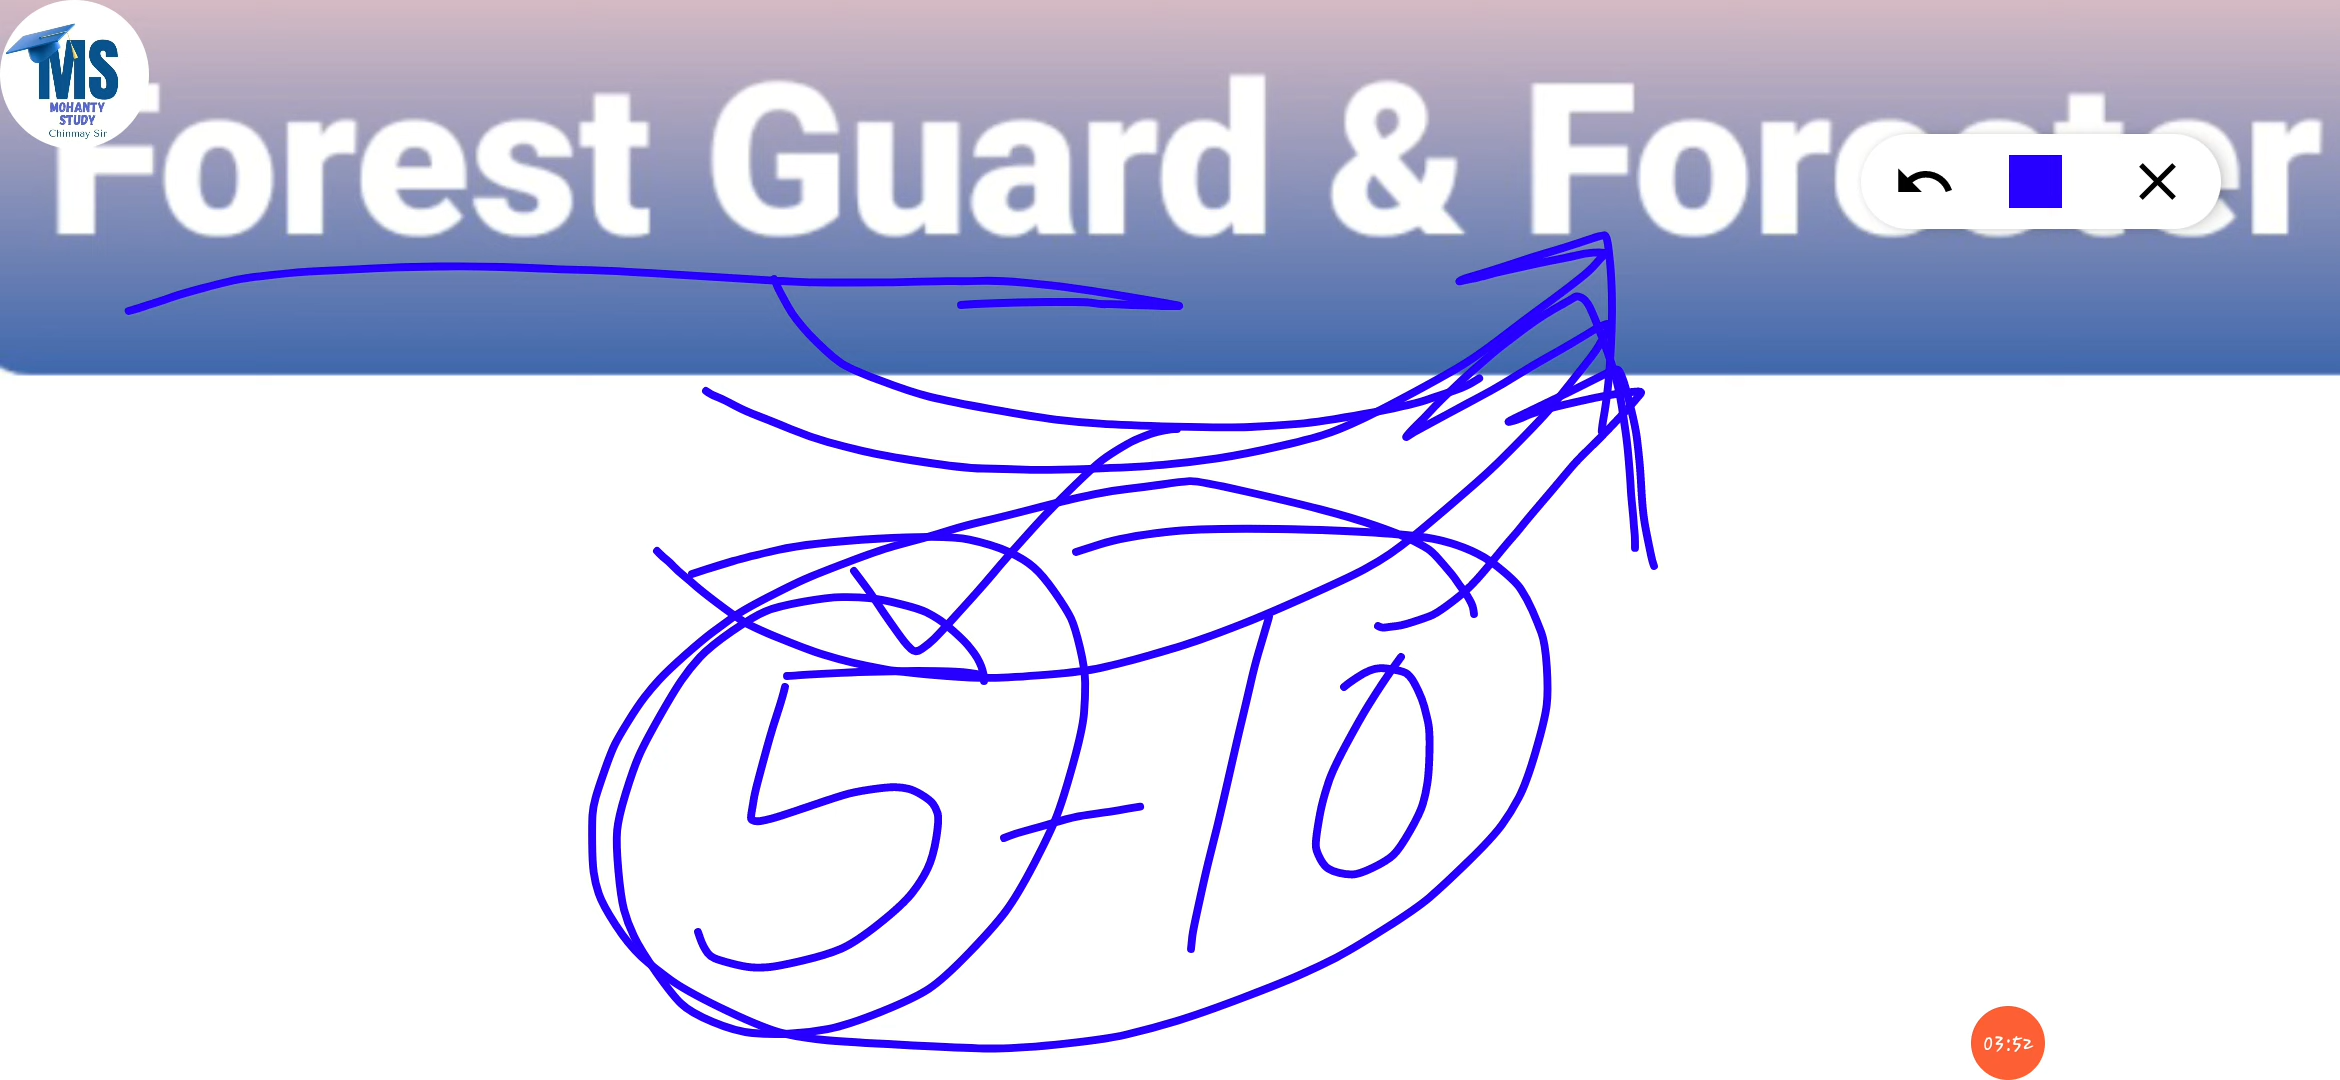 MS
MOHANTY
STUDY
Chinmay Sir
Forest Guard & Forester
5-10
03:52